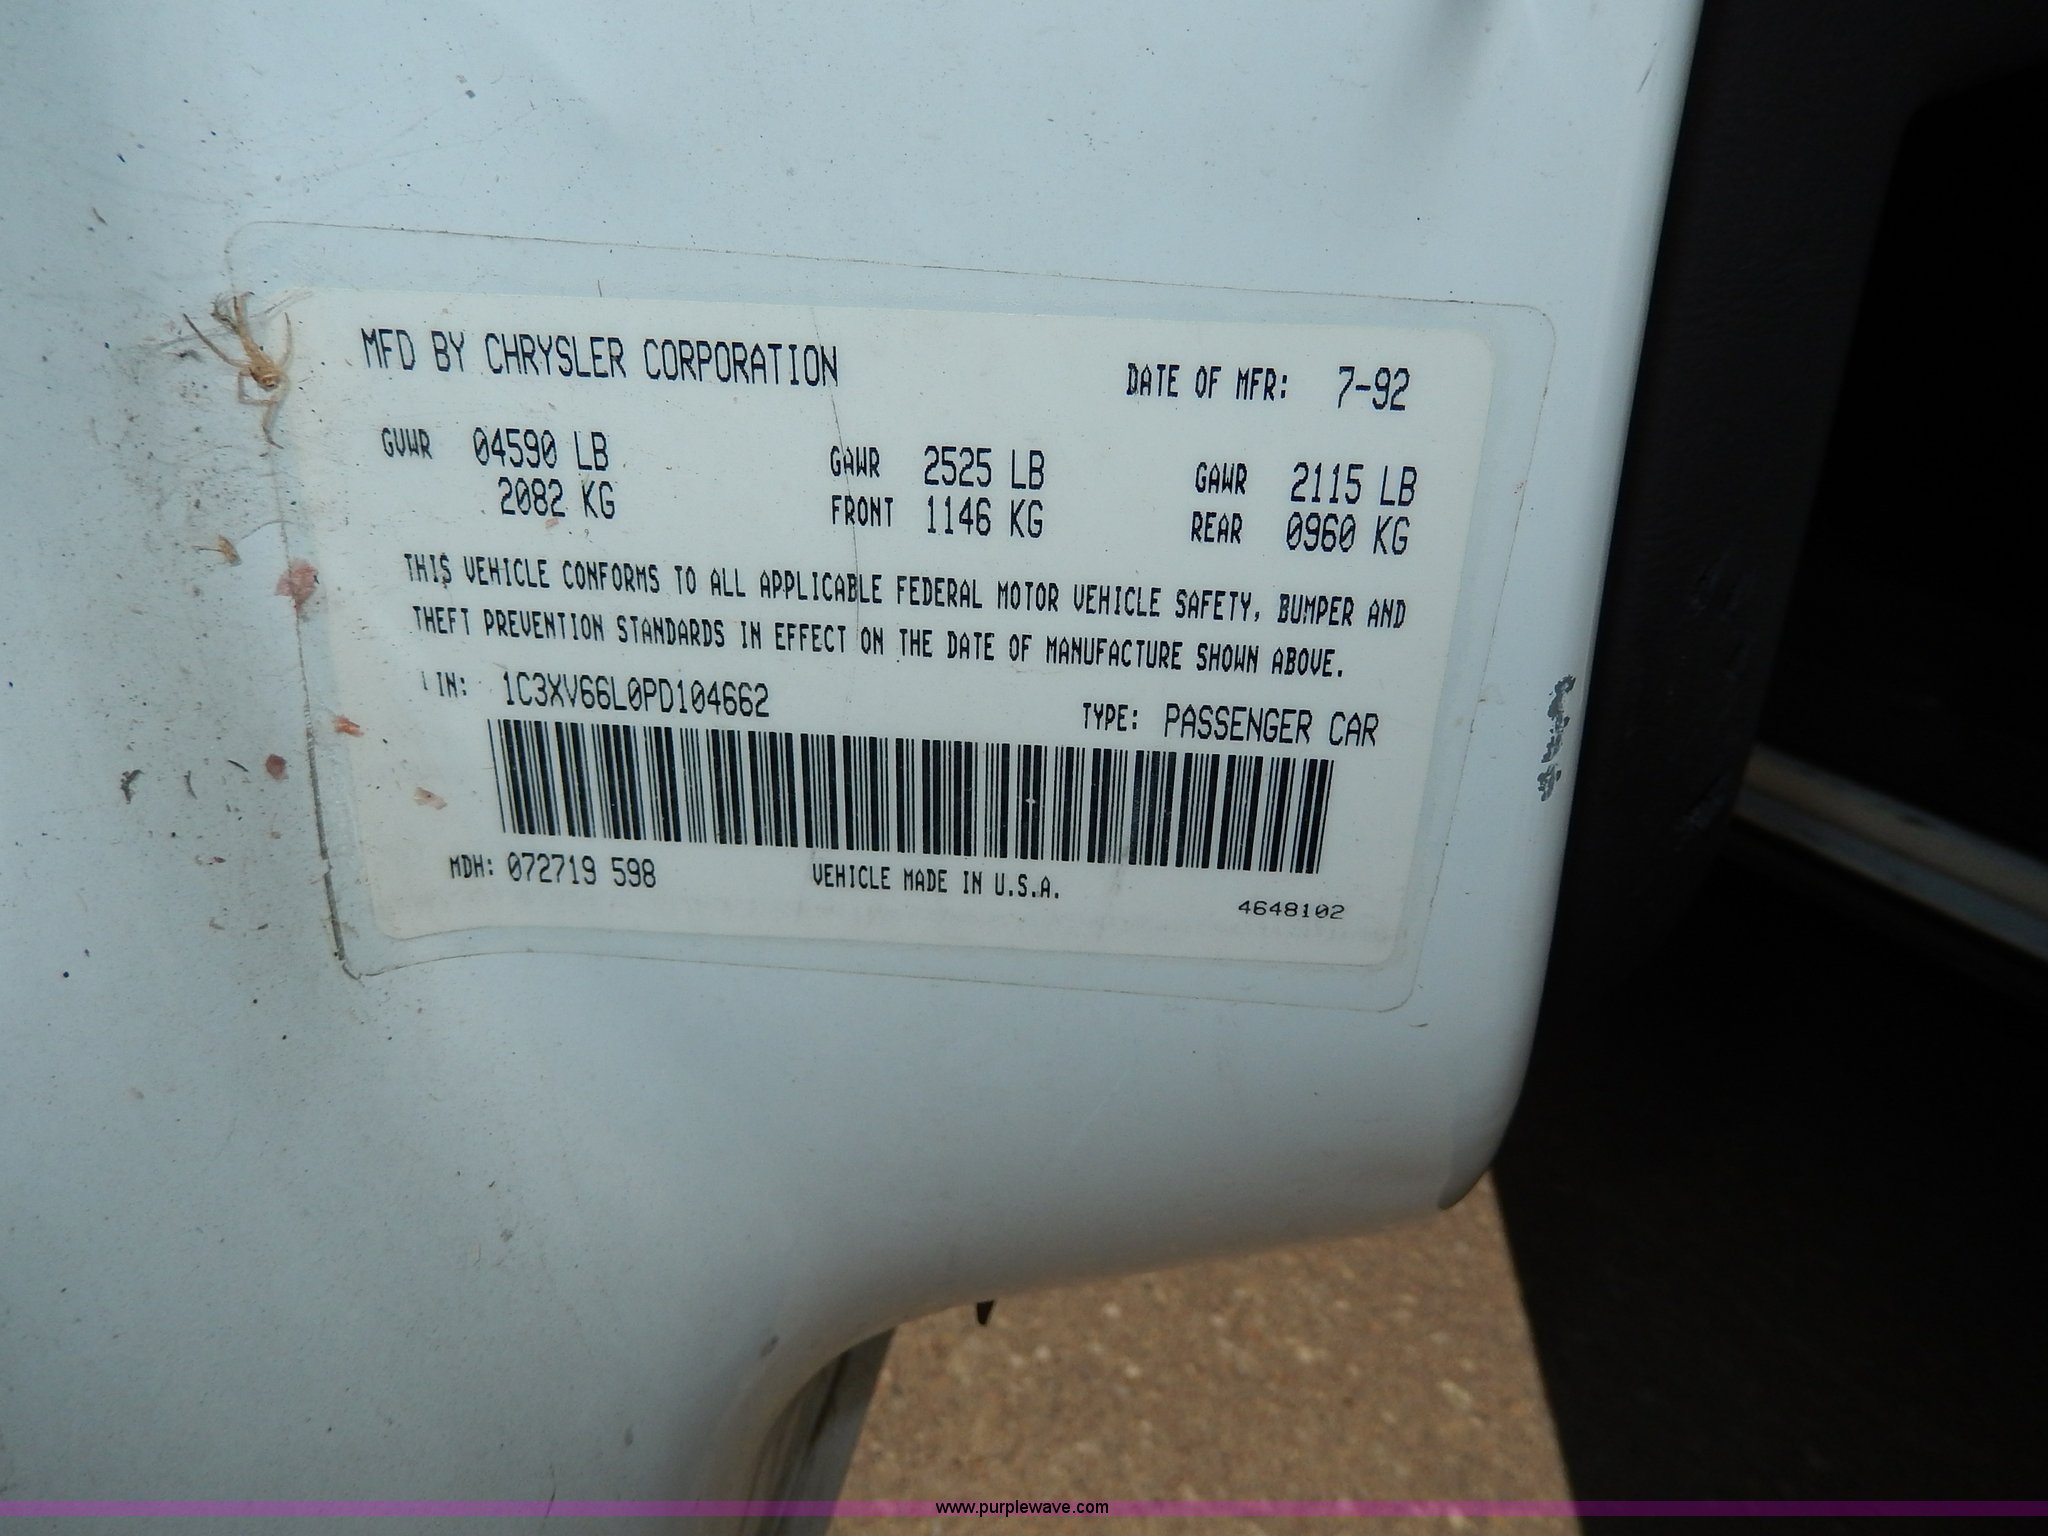 MFD BY CHRYSLER CORPORATION DATE OF MFR: 7-92
GVWR 04590 LB GAWR 2525 LB GAWR 2115 LB
2082 KG FRONT 1146 KG REAR 0960 KG
THIS VEHICLE CONFORMS TO ALL APPLICABLE FEDERAL MOTOR VEHICLE SAFETY, BUMPER AND
THEFT PREVENTION STANDARDS IN EFFECT ON THE DATE OF MANUFACTURE SHOWN ABOVE.
VIN: 1C3XV66L0PD104662 TYPE: PASSENGER CAR
MDH: 072719 598 VEHICLE MADE IN U.S.A.
4648102
www.purplewave.com